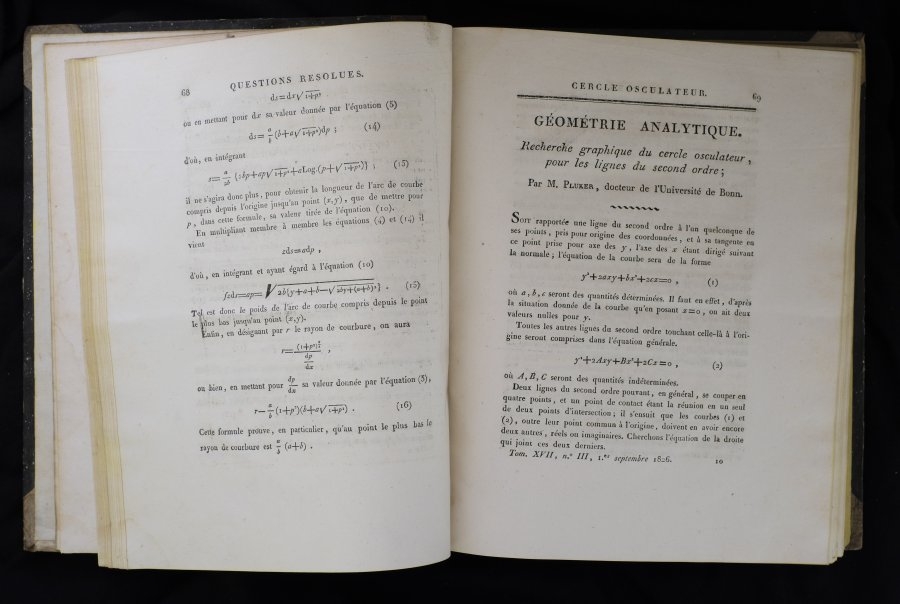 68
QUESTIONS RESOLUES.
ds=dx√(1+p²)
ou en mettant pour dx sa valeur donnée par l'équation (5)
ds= a/b (b+a√(1+p²))dp ; (14)
d'où, en intégrant
s= a/2b {2bp+ap√(1+p²)+aLog.(p+√(1+p²))} ; (15)
il ne s'agira donc plus, pour obtenir la longueur de l'arc de courbe
compris depuis l'origine jusqu'au point (x,y), que de mettre pour
p, dans cette formule, sa valeur tirée de l'équation (10).
En multipliant membre à membre les équations (4) et (14) il
vient
zds=adp ,
d'où, en intégrant et ayant égard à l'équation (10)
∫zds=ap= √ 2b{y+a+b−√(2by+(a+b)²)} . (15)
Tel est donc le poids de l'arc de courbe compris depuis le point
le plus bas jusqu'au point (x,y).
Enfin, en désignant par r le rayon de courbure, on aura
r= (1+p²)^(3/2) / (dp/dx) ,
ou bien, en mettant pour dp/dx sa valeur donnée par l'équation (5),
r= a/b (1+p²)(b+a√(1+p²)) . (16)
Cette formule prouve, en particulier, qu'au point le plus bas le
rayon de courbure est a/b (a+b) .
CERCLE OSCULATEUR.
69
GÉOMÉTRIE ANALYTIQUE.
Recherche graphique du cercle osculateur,
pour les lignes du second ordre;
Par M. PLUKER, docteur de l'Université de Bonn.
SOIT rapportée une ligne du second ordre à l'un quelconque de
ses points, pris pour origine des coordonnées, et à sa tangente en
ce point prise pour axe des y, l'axe des x étant dirigé suivant
la normale; l'équation de la courbe sera de la forme
y²+2axy+bx²+2cx=0 , (1)
où a, b, c seront des quantités déterminées. Il faut en effet, d'après
la situation donnée de la courbe qu'en posant x=0, on ait deux
valeurs nulles pour y.
Toutes les autres lignes du second ordre touchant celle-là à l'ori-
gine seront comprises dans l'équation générale.
y²+2Axy+Bx²+2Cx=0 , (2)
où A, B, C seront des quantités indéterminées.
Deux lignes du second ordre pouvant, en général, se couper en
quatre points, et un point de contact étant la réunion en un seul
de deux points d'intersection; il s'ensuit que les courbes (1) et
(2), outre leur point commun à l'origine, doivent en avoir encore
deux autres, réels ou imaginaires. Cherchons l'équation de la droite
qui joint ces deux derniers.
Tom. XVII, n.° III, 1.er septembre 1826. 10